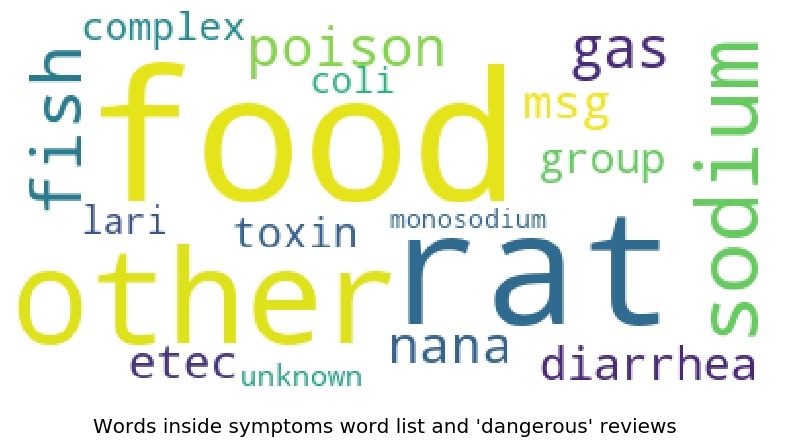 complex
poison
gas
fish
coli
food
msg
sodium
group
lari
toxin
monosodium
rat
other
nana
etec
unknown
diarrhea
Words inside symptoms word list and 'dangerous' reviews